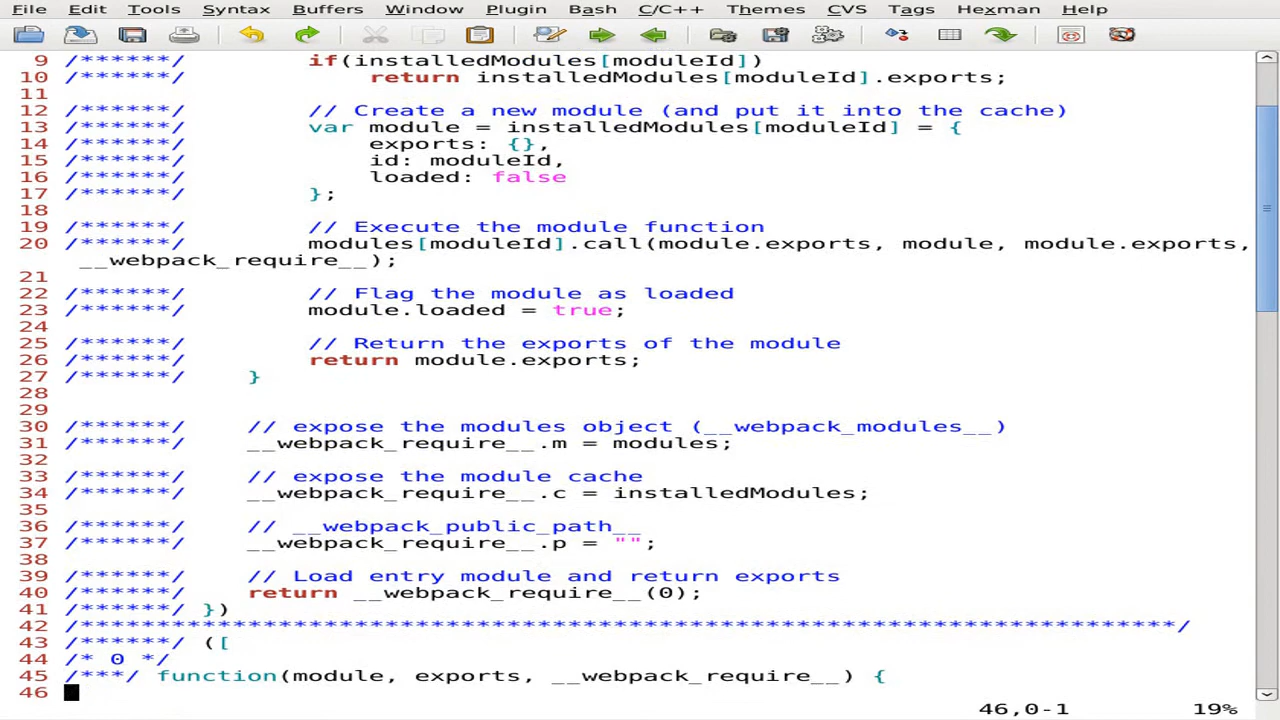 File Edit Tools Syntax Buffers Window Plugin Bash C/C++ Themes CVS Tags Hexman Help
9 /******/ if(installedModules[moduleId])
10 /******/ return installedModules[moduleId].exports;
11
12 /******/ // Create a new module (and put it into the cache)
13 /******/ var module = installedModules[moduleId] = {
14 /******/ exports: {},
15 /******/ id: moduleId,
16 /******/ loaded: false
17 /******/ };
18
19 /******/ // Execute the module function
20 /******/ modules[moduleId].call(module.exports, module, module.exports,
__webpack_require__);
21
22 /******/ // Flag the module as loaded
23 /******/ module.loaded = true;
24
25 /******/ // Return the exports of the module
26 /******/ return module.exports;
27 /******/ }
28
29
30 /******/ // expose the modules object (__webpack_modules__)
31 /******/ __webpack_require__.m = modules;
32
33 /******/ // expose the module cache
34 /******/ __webpack_require__.c = installedModules;
35
36 /******/ // __webpack_public_path__
37 /******/ __webpack_require__.p = "";
38
39 /******/ // Load entry module and return exports
40 /******/ return __webpack_require__(0);
41 /******/ })
42 /************************************************************************/
43 /******/ ([
44 /* 0 */
45 /***/ function(module, exports, __webpack_require__) {
46
46,0-1 19%